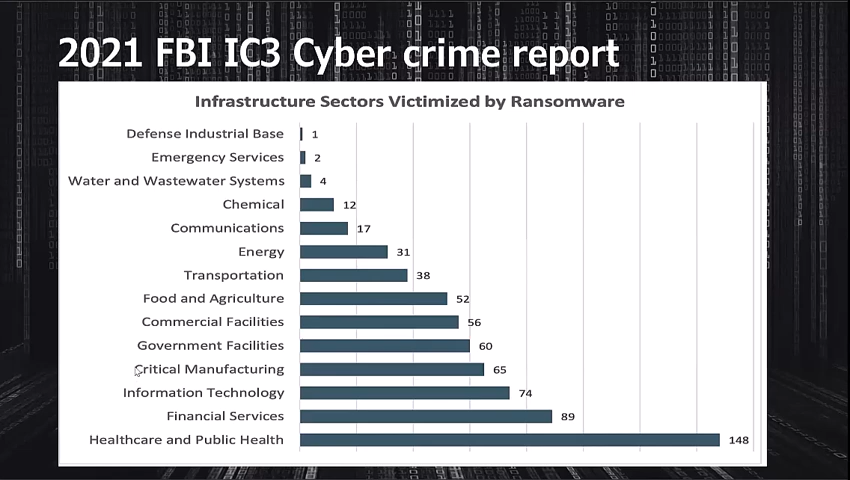 2021 FBI IC3 Cyber crime report
Infrastructure Sectors Victimized by Ransomware
Defense Industrial Base 1
Emergency Services 2
Water and Wastewater Systems 4
Chemical 12
Communications 17
Energy 31
Transportation 38
Food and Agriculture 52
Commercial Facilities 56
Government Facilities 60
Critical Manufacturing 65
Information Technology 74
Financial Services 89
Healthcare and Public Health 148